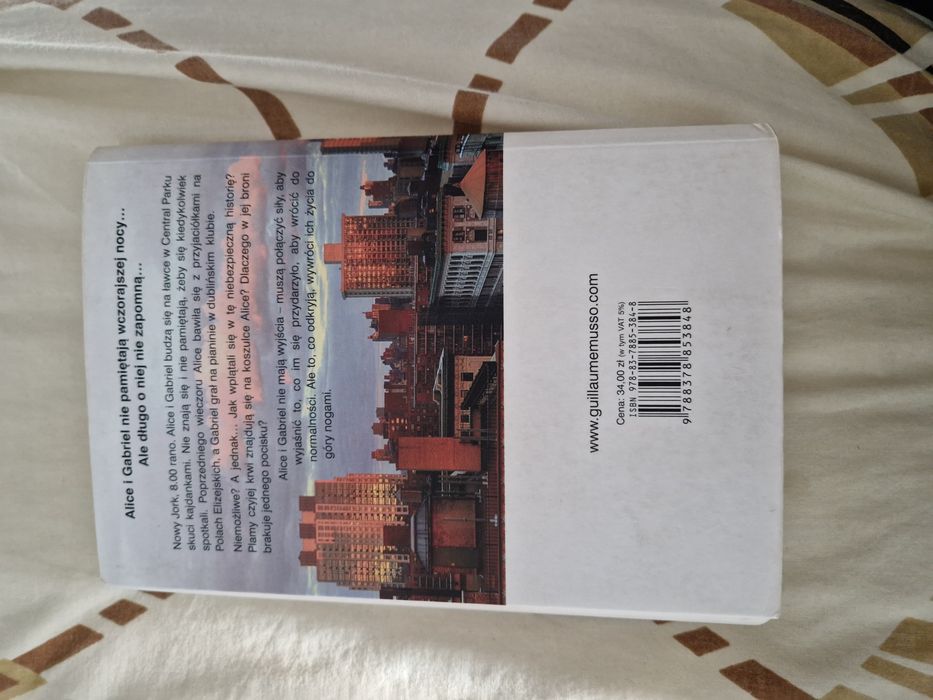 Alice i Gabriel nie pamiętają wczorajszej nocy...
Ale długo o niej nie zapomną...
Nowy Jork, 8.00 rano. Alice i Gabriel budzą się na ławce w Central Parku
skuci kajdankami. Nie znają się i nie pamiętają, żeby się kiedykolwiek
spotkali. Poprzedniego wieczoru Alice bawiła się z przyjaciółkami na
Polach Elizejskich, a Gabriel grał na pianinie w dublińskim klubie.
Niemożliwe? A jednak... Jak wplątali się w tę niebezpieczną historię?
Plamy czyjej krwi znajdują się na koszulce Alice? Dlaczego w jej broni
brakuje jednego pocisku?
Alice i Gabriel nie mają wyjścia – muszą połączyć siły, aby
wyjaśnić to, co im się przydarzyło, aby wrócić do
normalności. Ale to, co odkryją, wywróci ich życia do
góry nogami.
www.guillaumemusso.com
Cena: 34,00 zł (w tym VAT 5%)
ISBN 978-83-7885-384-8
9 788378 853848